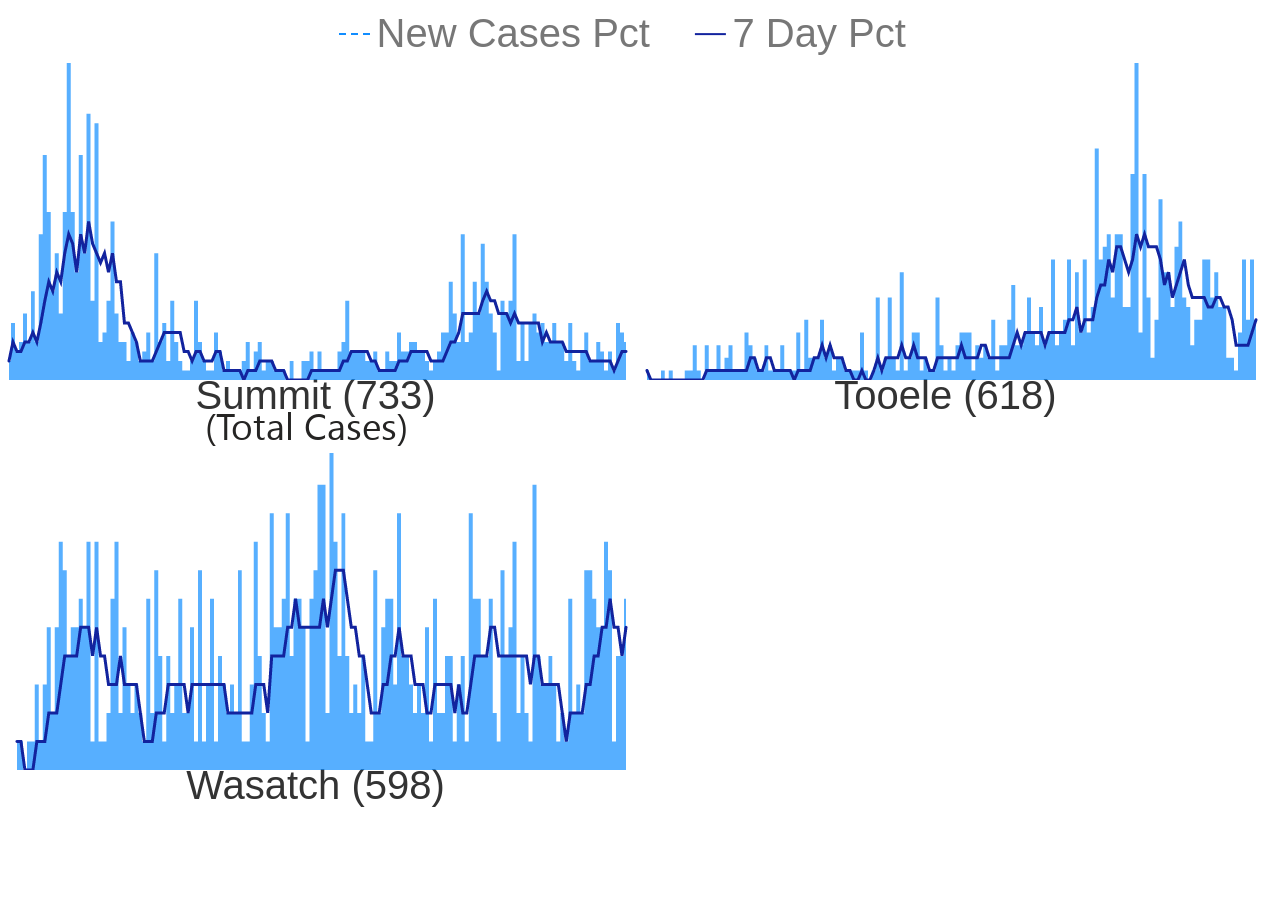 New Cases Pct 7 Day Pct
Summit (733) Tooele (618)
(Total Cases)
Wasatch (598)